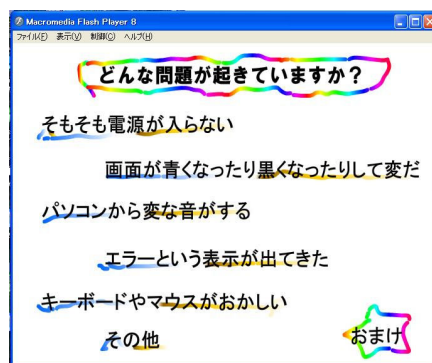 Macromedia Flash Player 8
ファイル(F) 表示(V) 制御(C) ヘルプ(H)
どんな問題が起きていますか？
そもそも電源が入らない
画面が青くなったり黒くなったりして変だ
パソコンから変な音がする
エラーという表示が出てきた
キーボードやマウスがおかしい
その他
おまけ